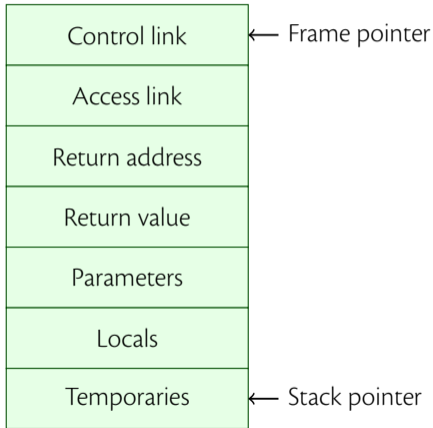 Control link
← Frame pointer
Access link
Return address
Return value
Parameters
Locals
Temporaries
← Stack pointer